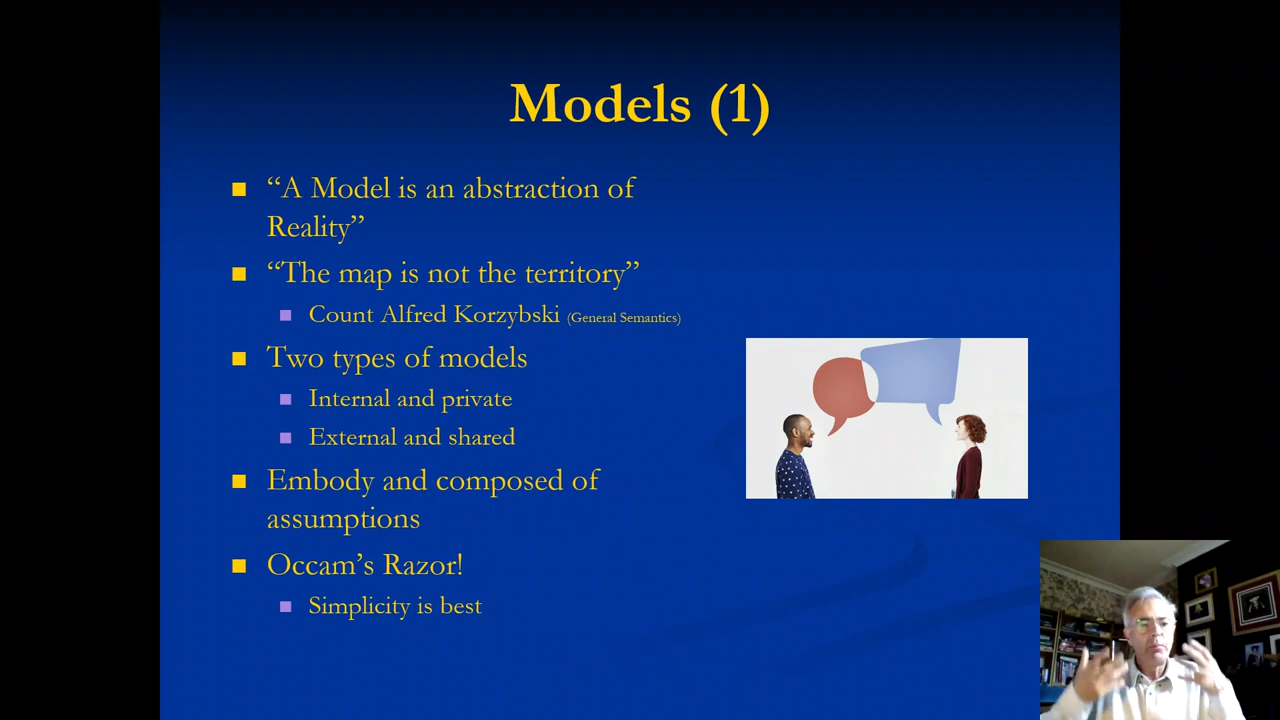 Models (1)
“A Model is an abstraction of
Reality”
“The map is not the territory”
Count Alfred Korzybski (General Semantics)
Two types of models
Internal and private
External and shared
Embody and composed of
assumptions
Occam’s Razor!
Simplicity is best